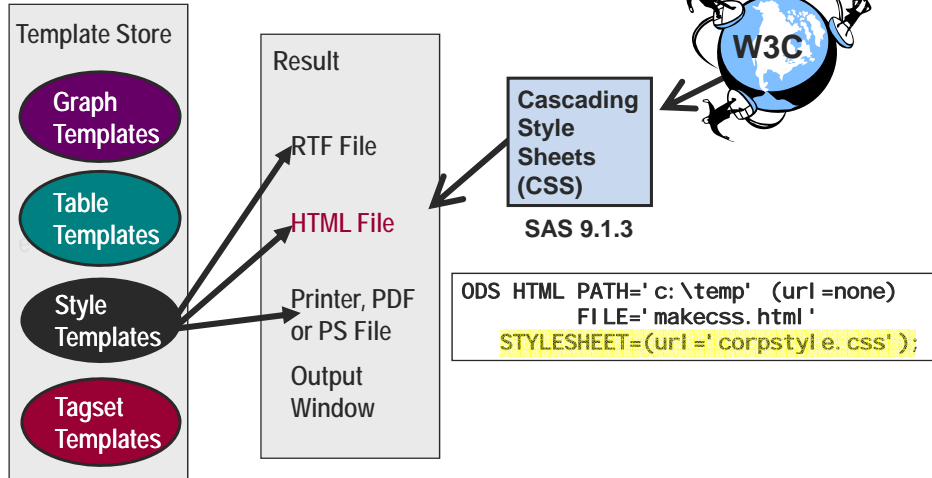 Template Store
Graph
Templates
Table
Templates
Style
Templates
Tagset
Templates
Result
RTF File
HTML File
Printer, PDF
or PS File
Output
Window
Cascading
Style
Sheets
(CSS)
SAS 9.1.3
W3C
ODS HTML PATH='c:\temp' (url=none)
FILE='makecss.html'
STYLESHEET=(url='corpstyle.css');